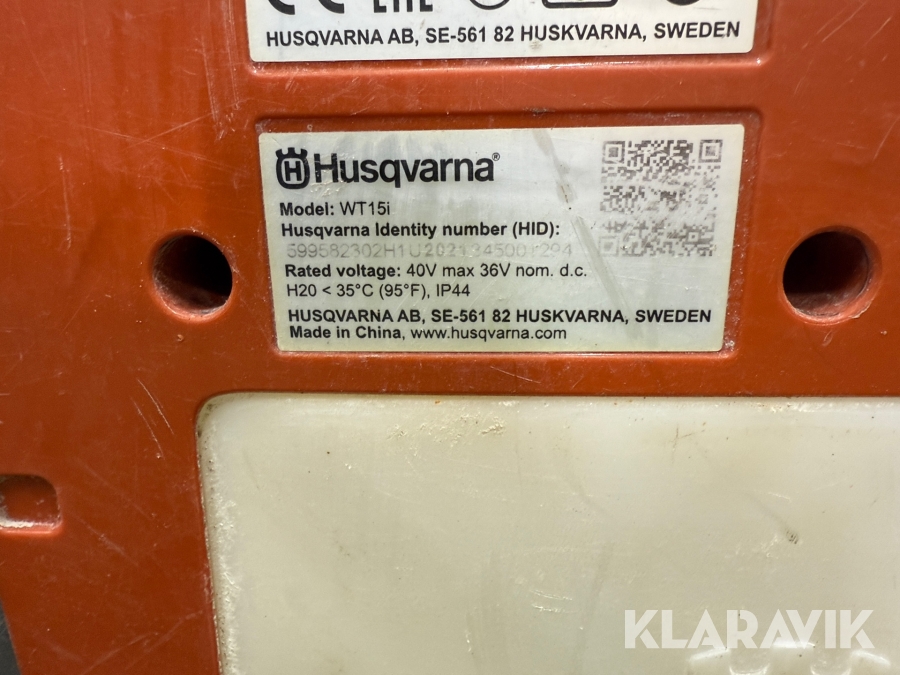 HUSQVARNA AB, SE-561 82 HUSKVARNA, SWEDEN
Husqvarna®
Model: WT15i
Husqvarna Identity number (HID):
Rated voltage: 40V max 36V nom. d.c.
H20 < 35°C (95°F), IP44
HUSQVARNA AB, SE-561 82 HUSKVARNA, SWEDEN
Made in China, www.husqvarna.com
KLARAVIK